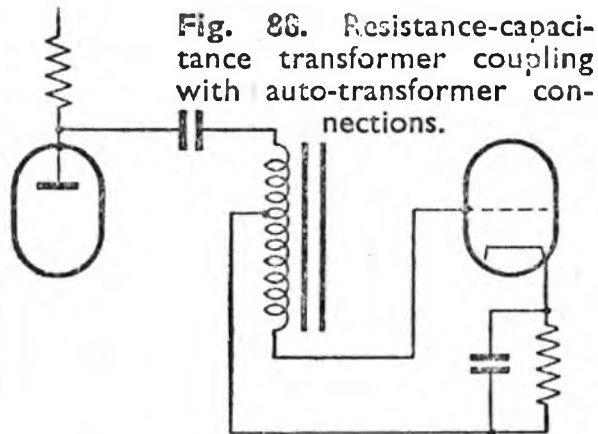 Fig. 86. Resistance-capaci-
tance transformer coupling
with auto-transformer con-
nections.